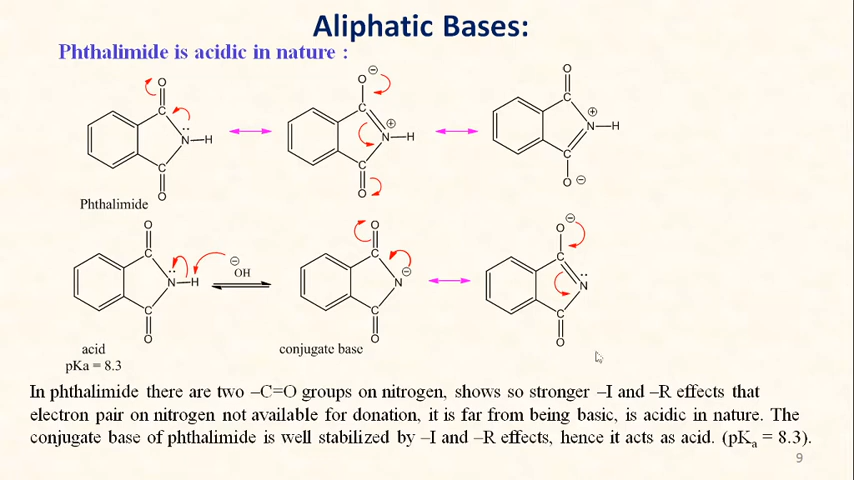 Aliphatic Bases:
Phthalimide is acidic in nature :
O O ⊖ O
C C ⊕ C ⊕
N—H N—H N—H
C C C
O O O ⊖
Phthalimide
O O O ⊖
C ⊖ C C
N—H OH N ⊖ N
C C C
O O O
acid conjugate base
pKa = 8.3
In phthalimide there are two –C=O groups on nitrogen, shows so stronger –I and –R effects that
electron pair on nitrogen not available for donation, it is far from being basic, is acidic in nature. The
conjugate base of phthalimide is well stabilized by –I and –R effects, hence it acts as acid. (pKa = 8.3).
9